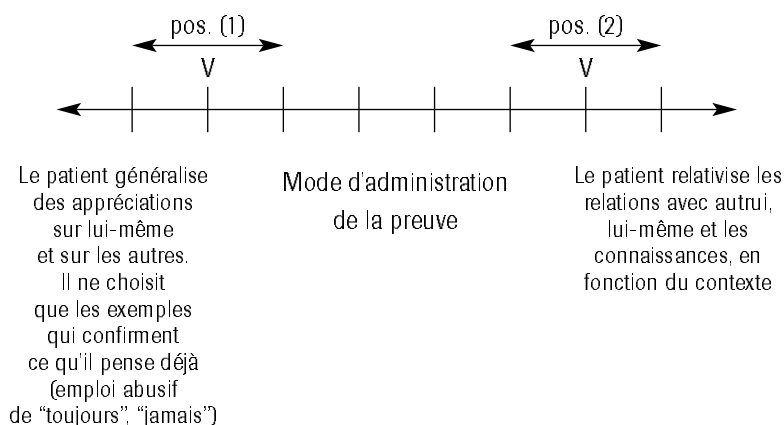 pos. (1)
pos. (2)
V
V
Le patient généralise
des appréciations
sur lui-même
et sur les autres.
Il ne choisit
que les exemples
qui confirment
ce qu'il pense déjà
(emploi abusif
de “toujours”, “jamais”)
Mode d'administration
de la preuve
Le patient relativise les
relations avec autrui,
lui-même et les
connaissances, en
fonction du contexte